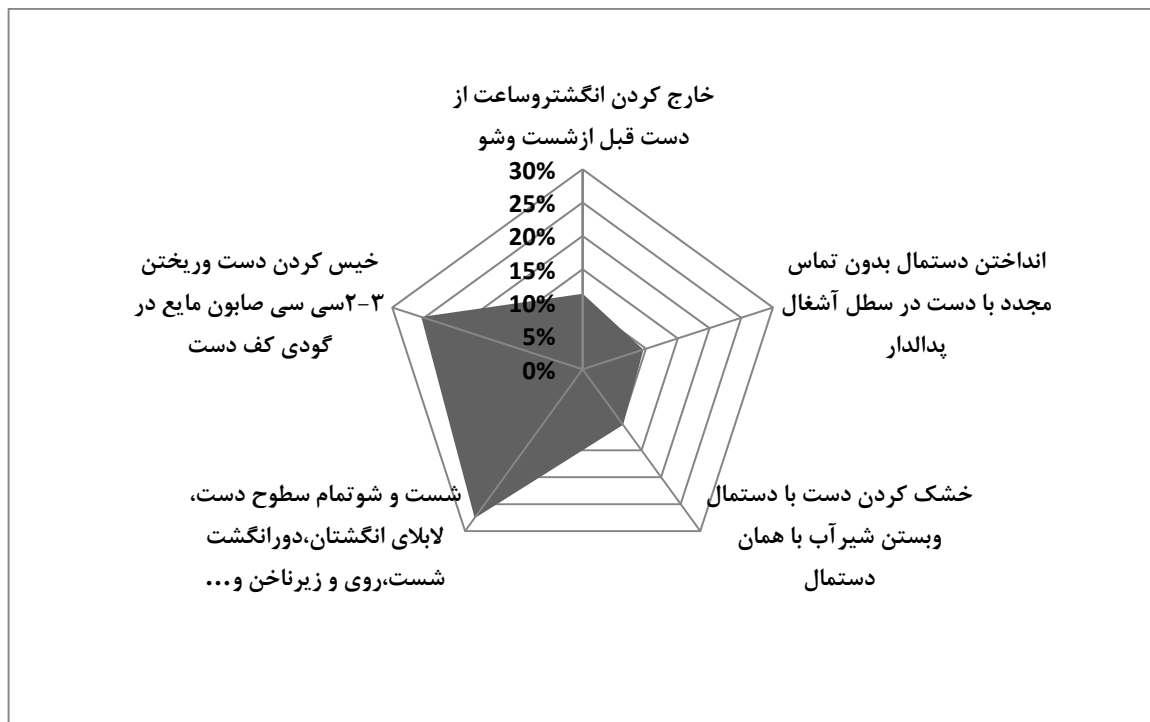 خارج کردن انگشتروساعت از
دست قبل ازشست وشو
30%
25%
20%
15%
10%
5%
0%
انداختن دستمال بدون تماس
مجدد با دست در سطل آشغال
پدالدار
خشک کردن دست با دستمال
وبستن شیرآب با همان
دستمال
شست و شوتمام سطوح دست،
لابلای انگشتان،دورانگشت
شست،روی و زیرناخن و...
خیس کردن دست وریختن
۲-۳سی سی صابون مایع در
گودی کف دست